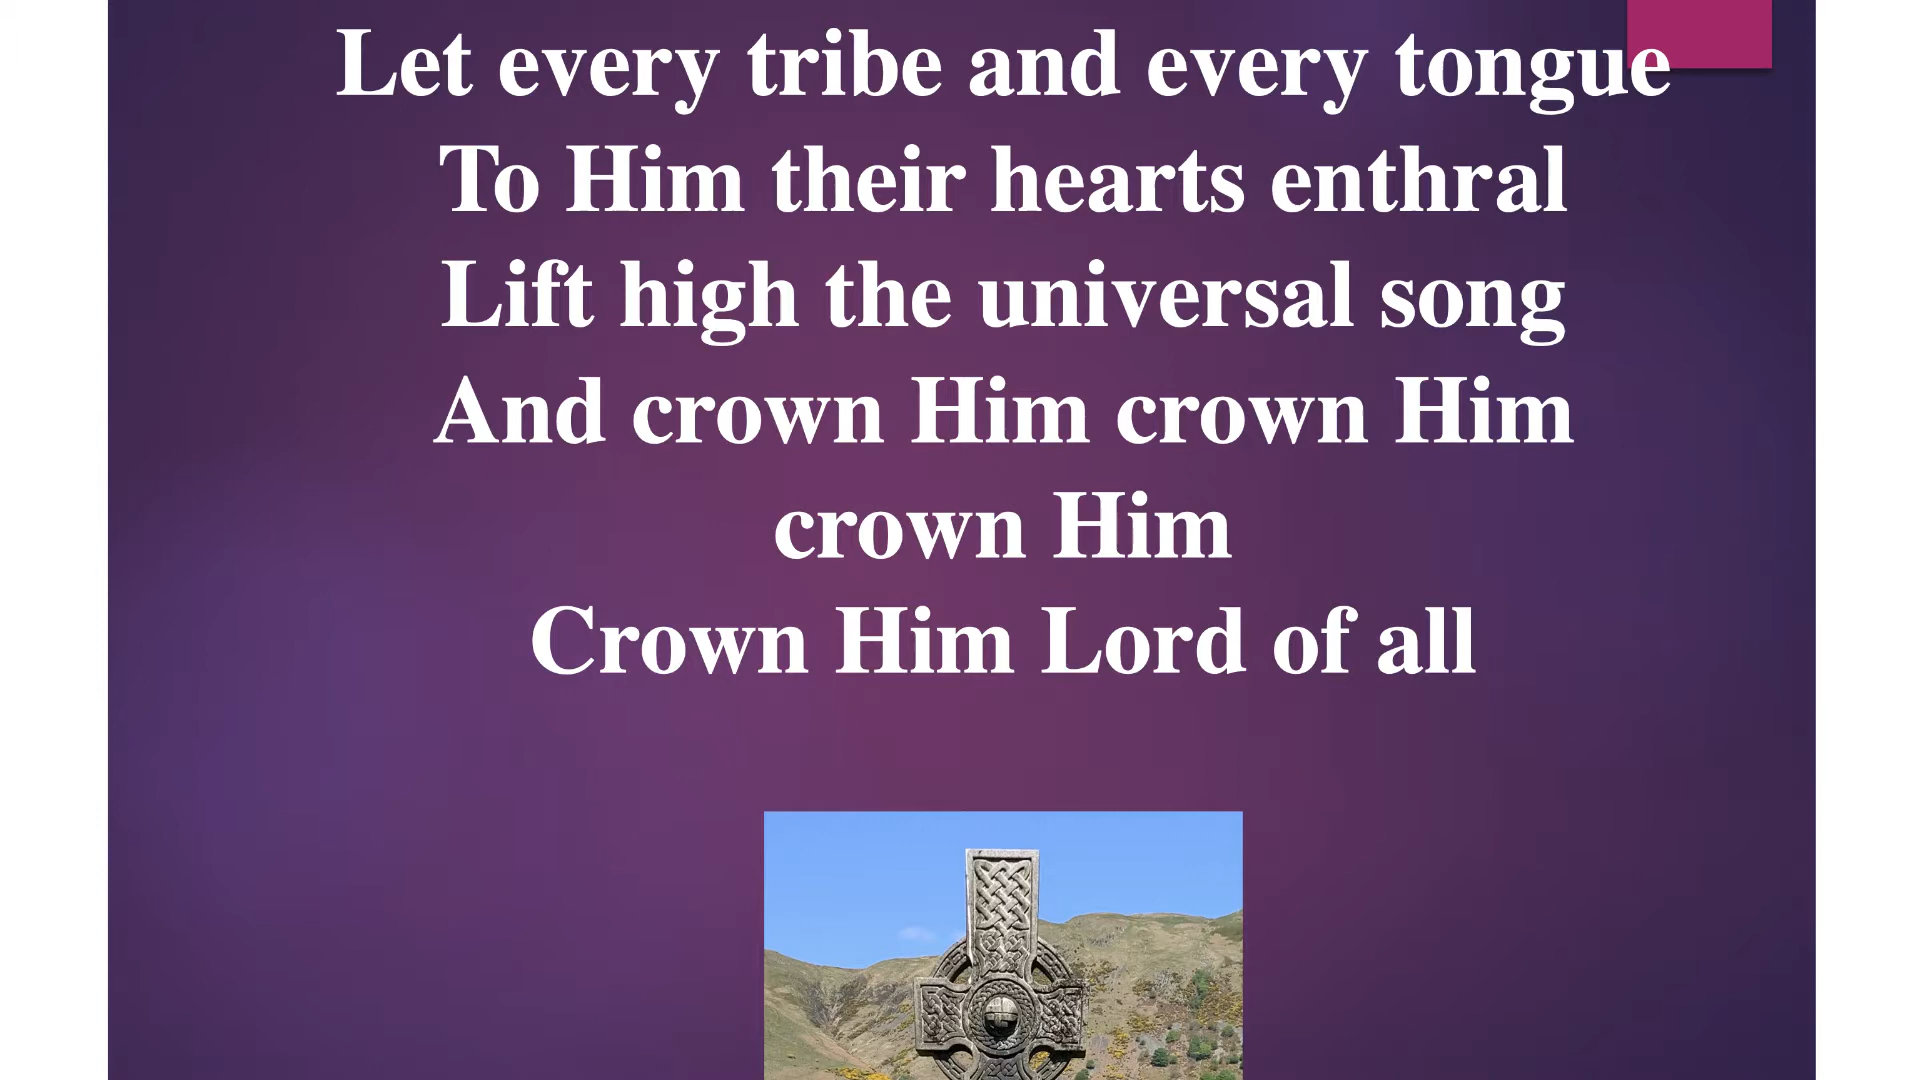 Let every tribe and every tongue
To Him their hearts enthral
Lift high the universal song
And crown Him crown Him
crown Him
Crown Him Lord of all